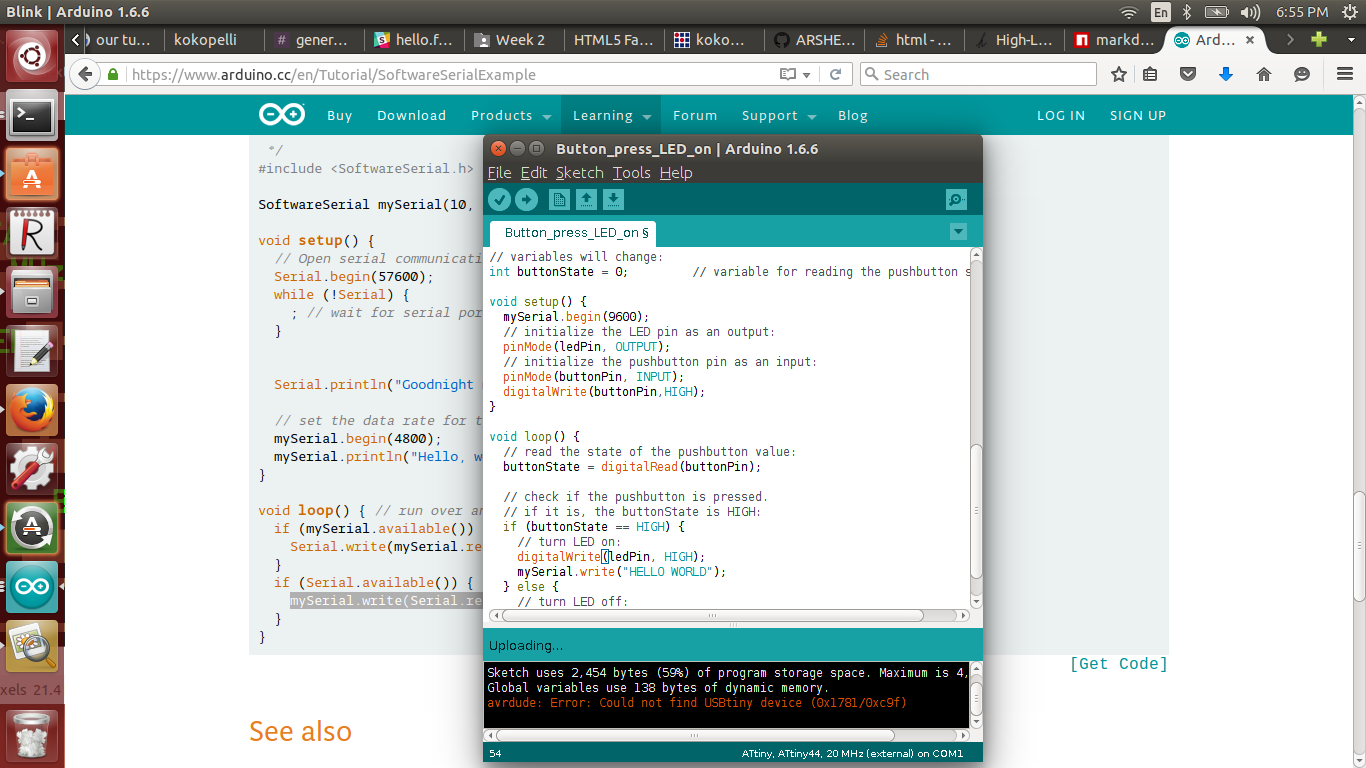 Blink | Arduino 1.6.6
En
6:55 PM
our tu...
kokopelli
# gener...
hello.f...
Week 2
HTML5 Fa...
koko...
ARSHE...
html - ...
High-L...
markd...
Ard...
https://www.arduino.cc/en/Tutorial/SoftwareSerialExample
Search
Buy
Download
Products
Learning
Forum
Support
Blog
LOG IN
SIGN UP
*/
#include <SoftwareSerial.h>
SoftwareSerial mySerial(10,
void setup() {
// Open serial communicati
Serial.begin(57600);
while (!Serial) {
; // wait for serial por
}
Serial.println("Goodnight
// set the data rate for t
mySerial.begin(4800);
mySerial.println("Hello, w
}
void loop() { // run over an
if (mySerial.available())
Serial.write(mySerial.re
}
if (Serial.available()) {
mySerial.write(Serial.re
}
}
[Get Code]
See also
xels 21.4
Button_press_LED_on | Arduino 1.6.6
File Edit Sketch Tools Help
Button_press_LED_on §
// variables will change:
int buttonState = 0; // variable for reading the pushbutton s
void setup() {
mySerial.begin(9600);
// initialize the LED pin as an output:
pinMode(ledPin, OUTPUT);
// initialize the pushbutton pin as an input:
pinMode(buttonPin, INPUT);
digitalWrite(buttonPin,HIGH);
}
void loop() {
// read the state of the pushbutton value:
buttonState = digitalRead(buttonPin);
// check if the pushbutton is pressed.
// if it is, the buttonState is HIGH:
if (buttonState == HIGH) {
// turn LED on:
digitalWrite(ledPin, HIGH);
mySerial.write("HELLO WORLD");
} else {
// turn LED off:
Uploading...
Sketch uses 2,454 bytes (59%) of program storage space. Maximum is 4,
Global variables use 138 bytes of dynamic memory.
avrdude: Error: Could not find USBtiny device (0x1781/0xc9f)
54
ATtiny, ATtiny44, 20 MHz (external) on COM1